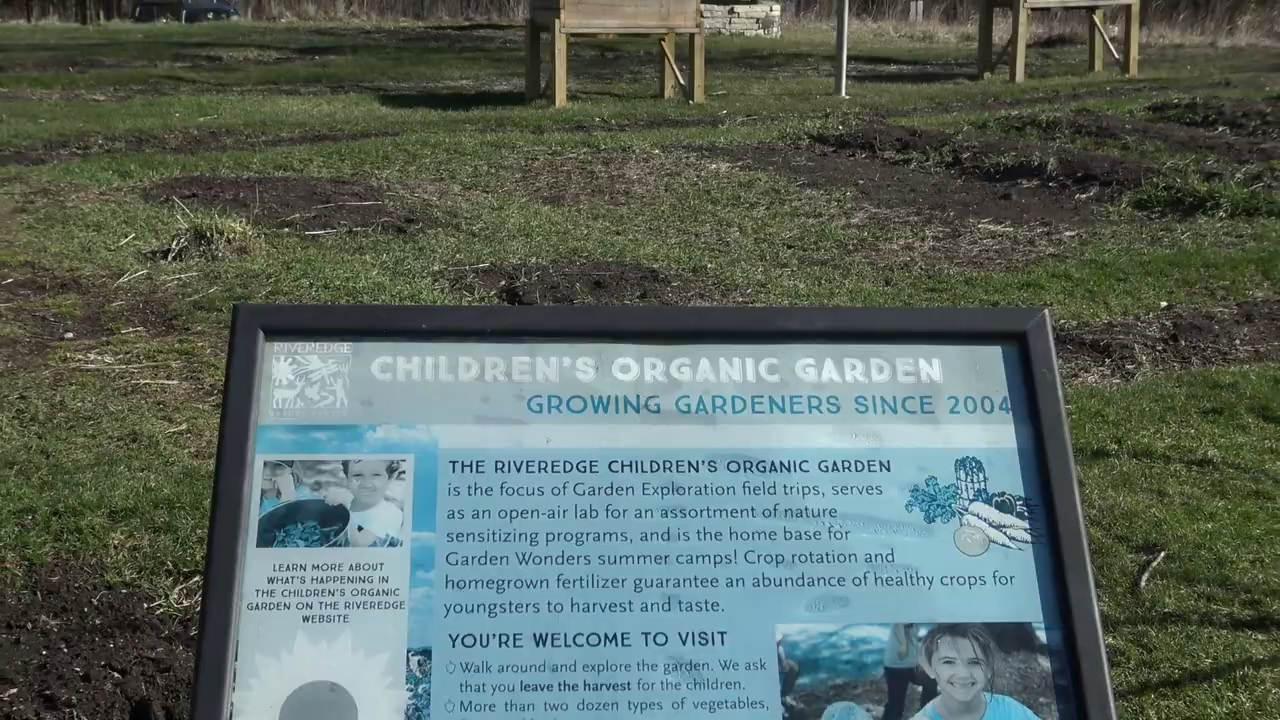 RIVEREDGE
CHILDREN'S ORGANIC GARDEN
GROWING GARDENERS SINCE 2004
THE RIVEREDGE CHILDREN'S ORGANIC GARDEN
is the focus of Garden Exploration field trips, serves
as an open-air lab for an assortment of nature
sensitizing programs, and is the home base for
Garden Wonders summer camps! Crop rotation and
homegrown fertilizer guarantee an abundance of healthy crops for
youngsters to harvest and taste.
LEARN MORE ABOUT
WHAT'S HAPPENING IN
THE CHILDREN'S ORGANIC
GARDEN ON THE RIVEREDGE
WEBSITE
YOU'RE WELCOME TO VISIT
Walk around and explore the garden. We ask
that you leave the harvest for the children.
More than two dozen types of vegetables,